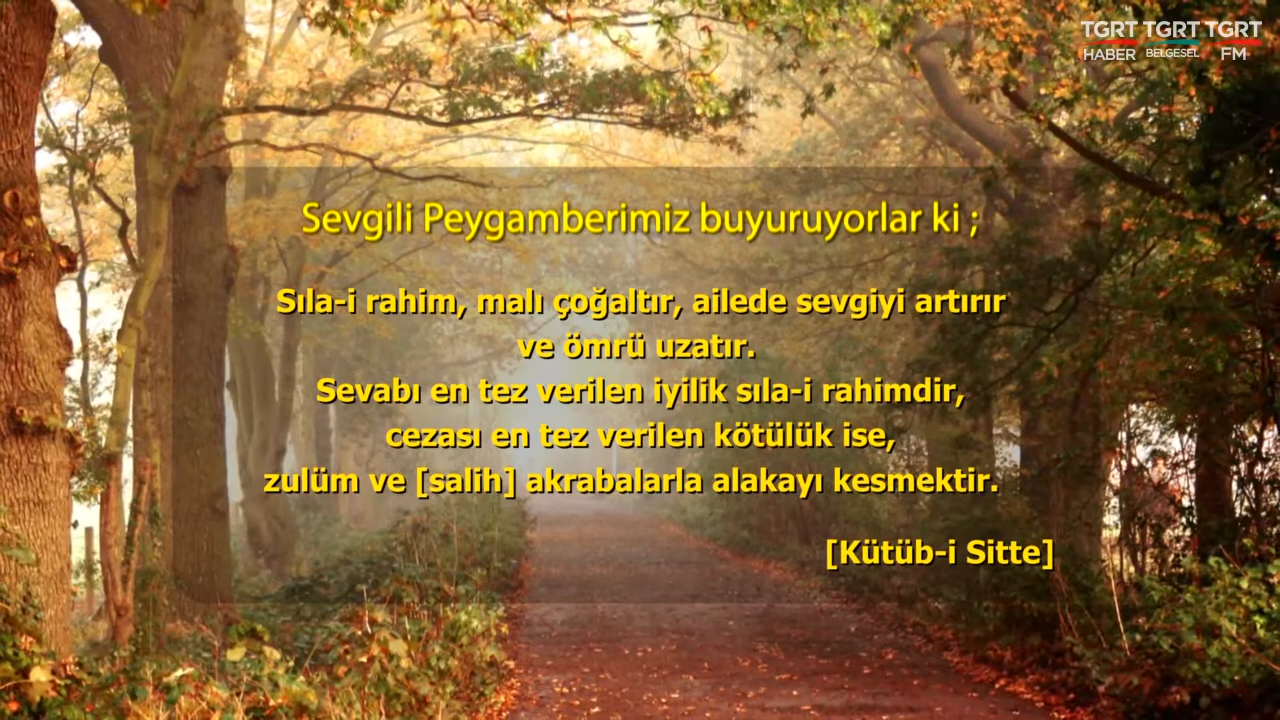 TGRT TGRT TGRT
HABER BELGESEL FM
Sevgili Peygamberimiz buyuruyorlar ki ;
Sıla-i rahim, malı çoğaltır, ailede sevgiyi artırır
ve ömrü uzatır.
Sevabı en tez verilen iyilik sıla-i rahimdir,
cezası en tez verilen kötülük ise,
zulüm ve [salih] akrabalarla alakayı kesmektir.
[Kütüb-i Sitte]